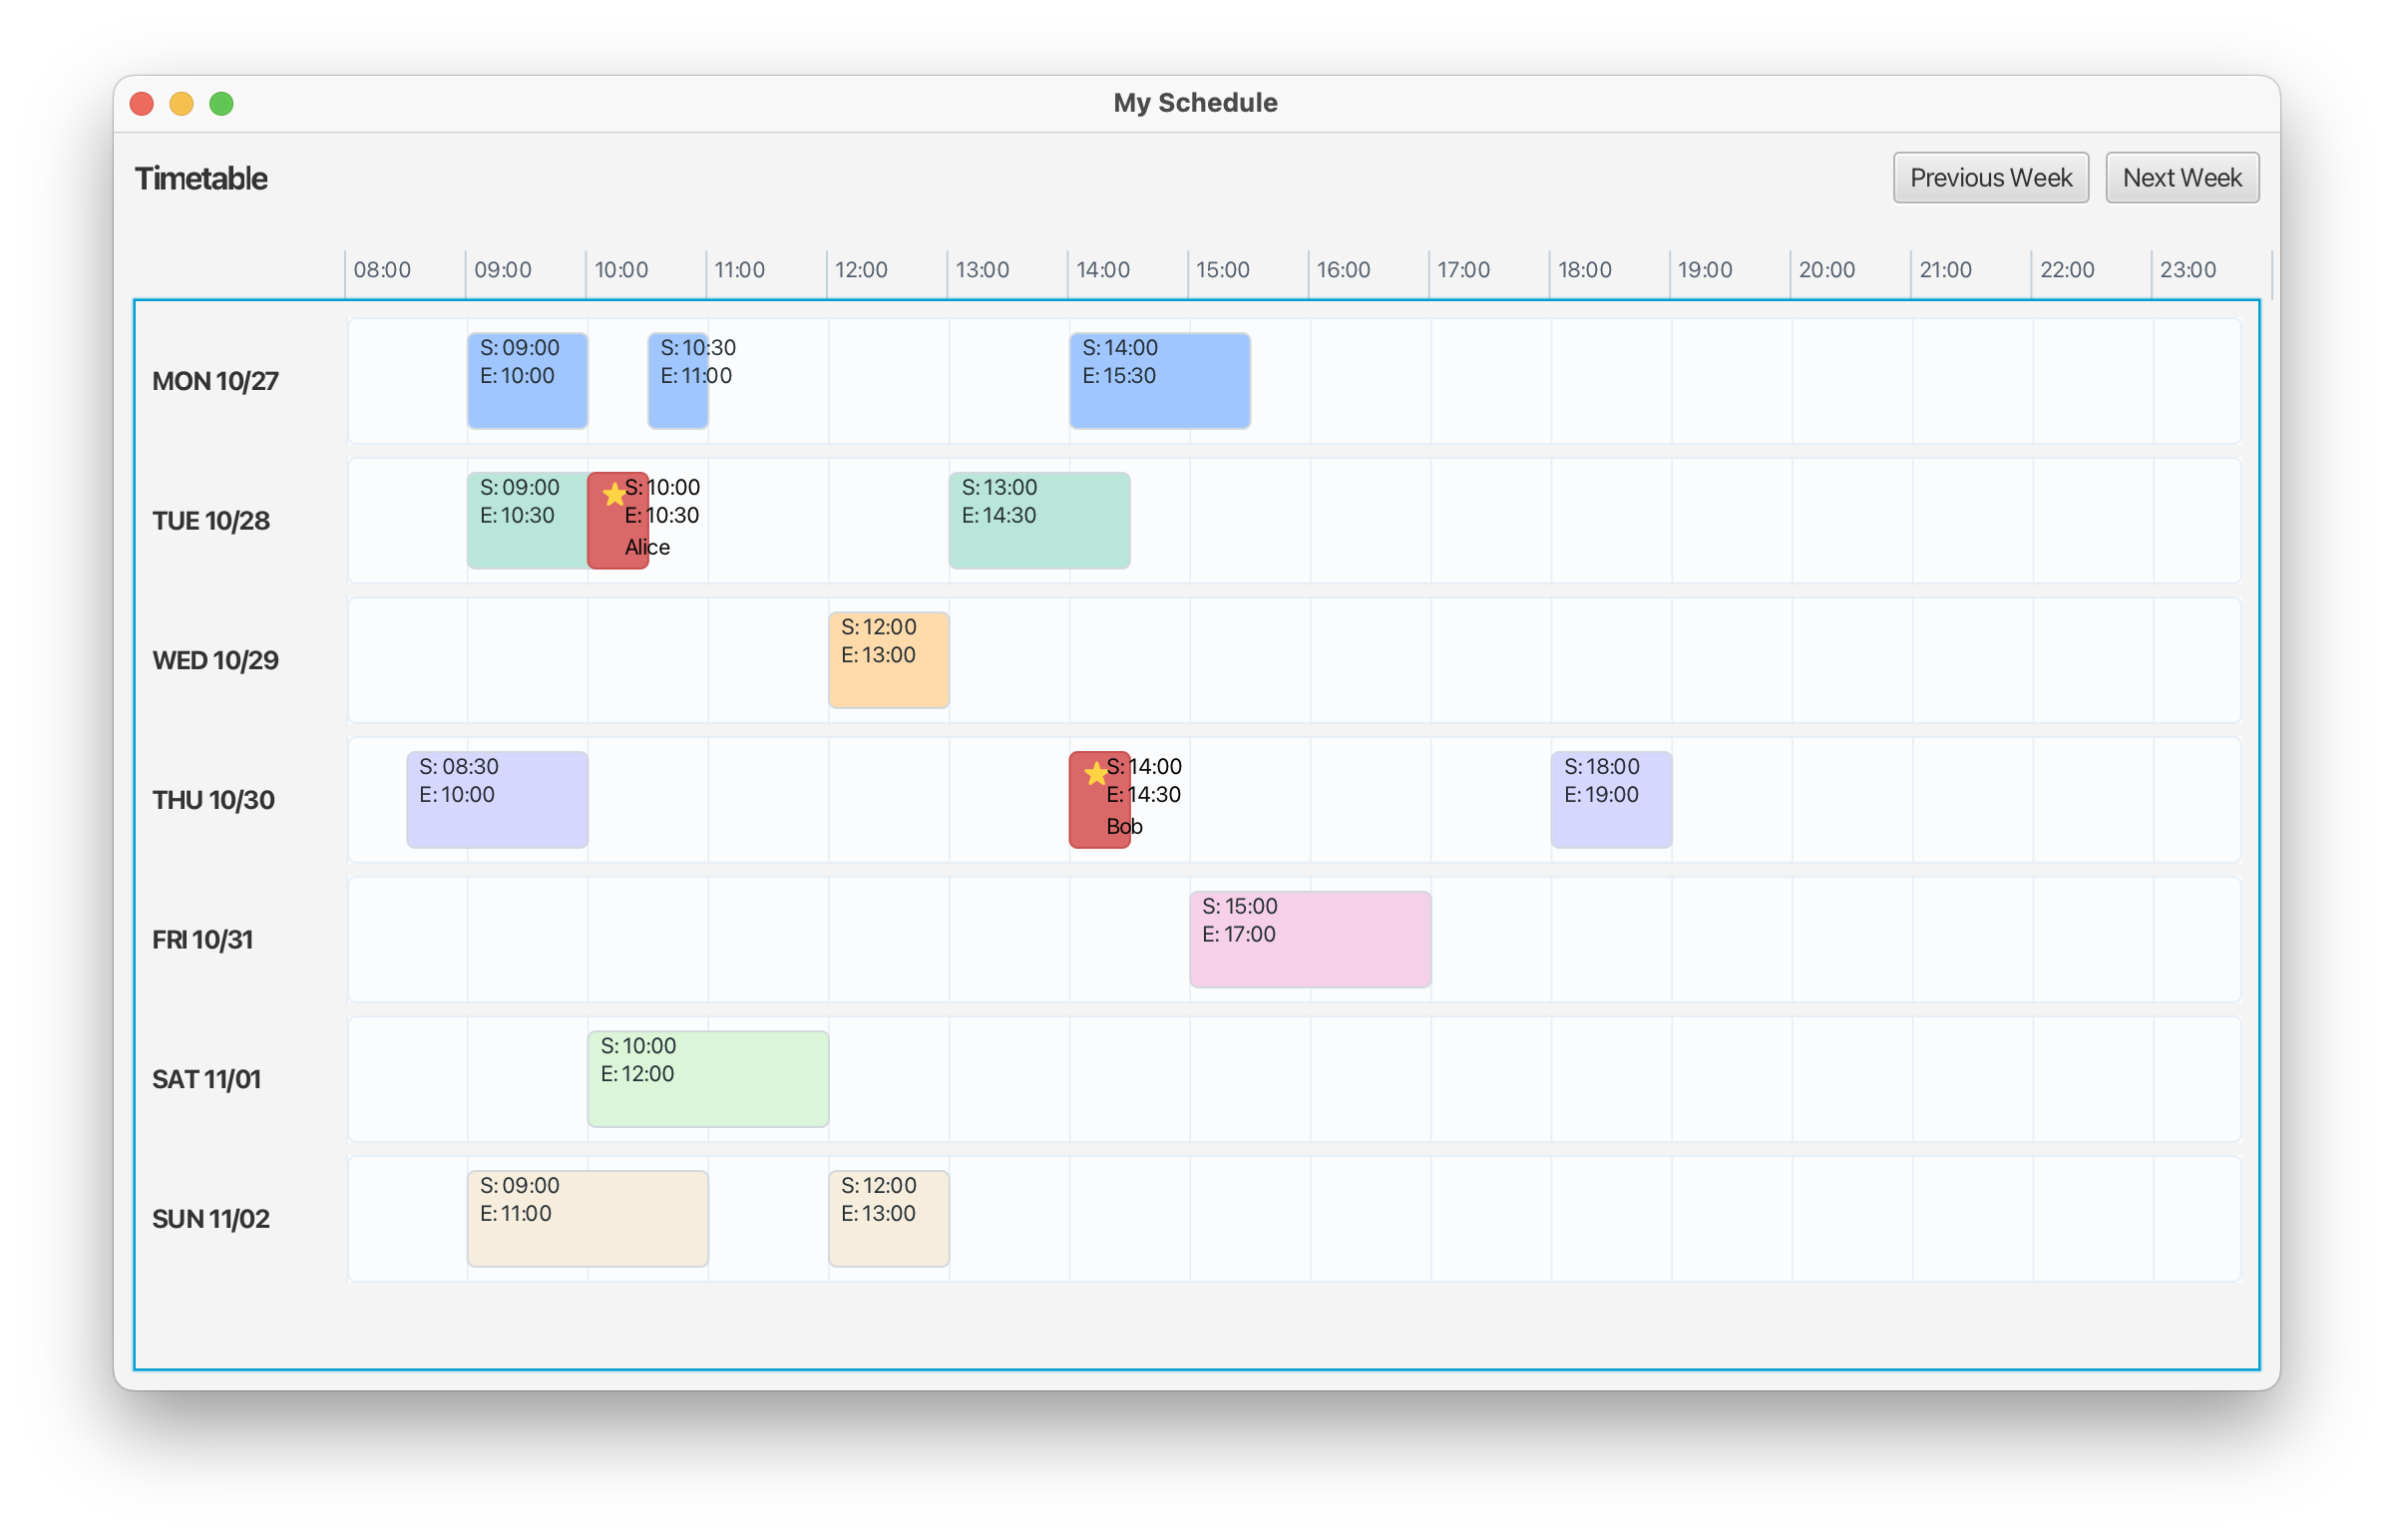 My Schedule
Timetable
Previous Week
Next Week
08:00 09:00 10:00 11:00 12:00 13:00 14:00 15:00 16:00 17:00 18:00 19:00 20:00 21:00 22:00 23:00
MON 10/27
S: 09:00
E: 10:00
S: 10:30
E: 11:00
S: 14:00
E: 15:30
TUE 10/28
S: 09:00
E: 10:30
S: 10:00
E: 10:30
Alice
S: 13:00
E: 14:30
WED 10/29
S: 12:00
E: 13:00
THU 10/30
S: 08:30
E: 10:00
S: 14:00
E: 14:30
Bob
S: 18:00
E: 19:00
FRI 10/31
S: 15:00
E: 17:00
SAT 11/01
S: 10:00
E: 12:00
SUN 11/02
S: 09:00
E: 11:00
S: 12:00
E: 13:00